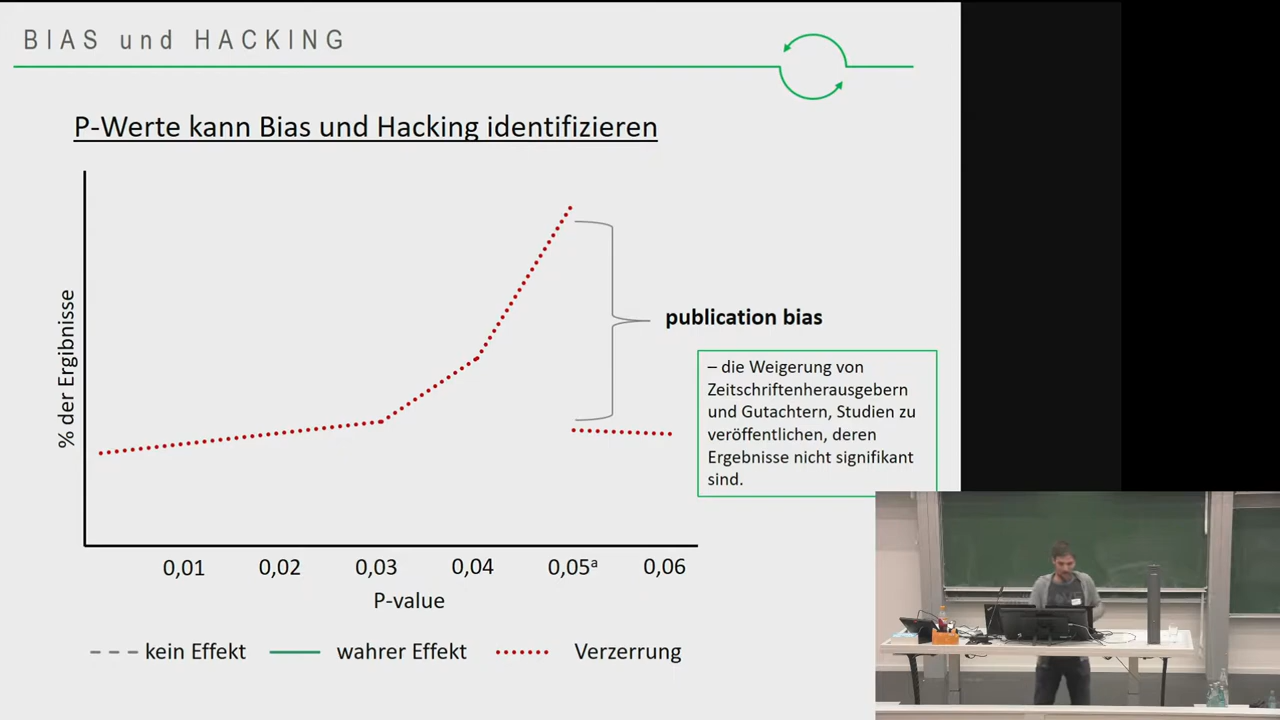 BIAS und HACKING
P-Werte kann Bias und Hacking identifizieren
% der Ergibnisse
publication bias
– die Weigerung von
Zeitschriftenherausgebern
und Gutachtern, Studien zu
veröffentlichen, deren
Ergebnisse nicht signifikant
sind.
0,01 0,02 0,03 0,04 0,05ᵃ 0,06
P-value
kein Effekt wahrer Effekt Verzerrung